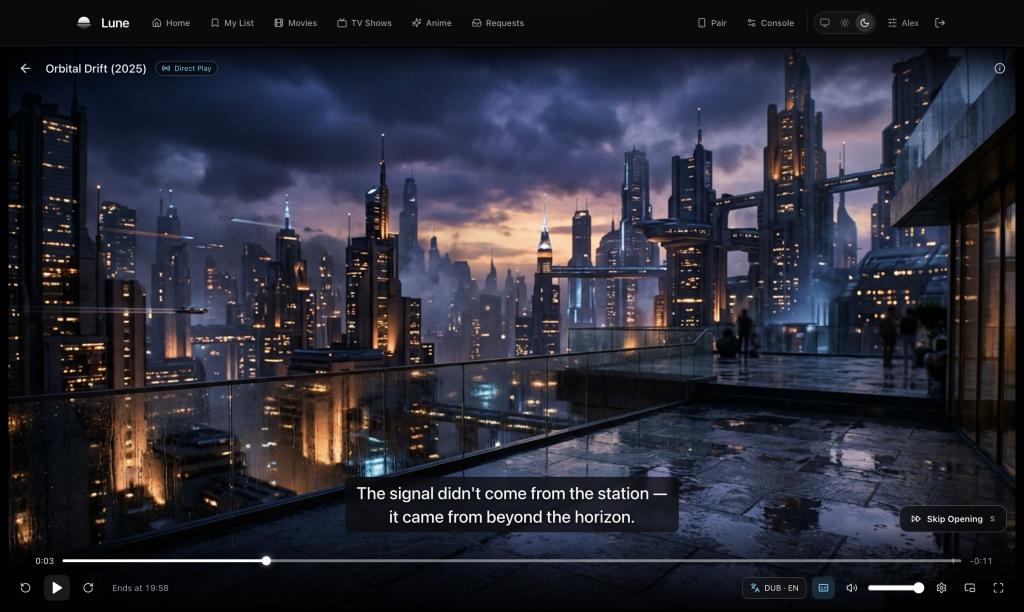 Lune
Home
My List
Movies
TV Shows
Anime
Requests
Pair
Console
Alex
Orbital Drift (2025)
Direct Play
The signal didn't come from the station —
it came from beyond the horizon.
Skip Opening S
0:03
-0:11
Ends at 19:58
DUB · EN